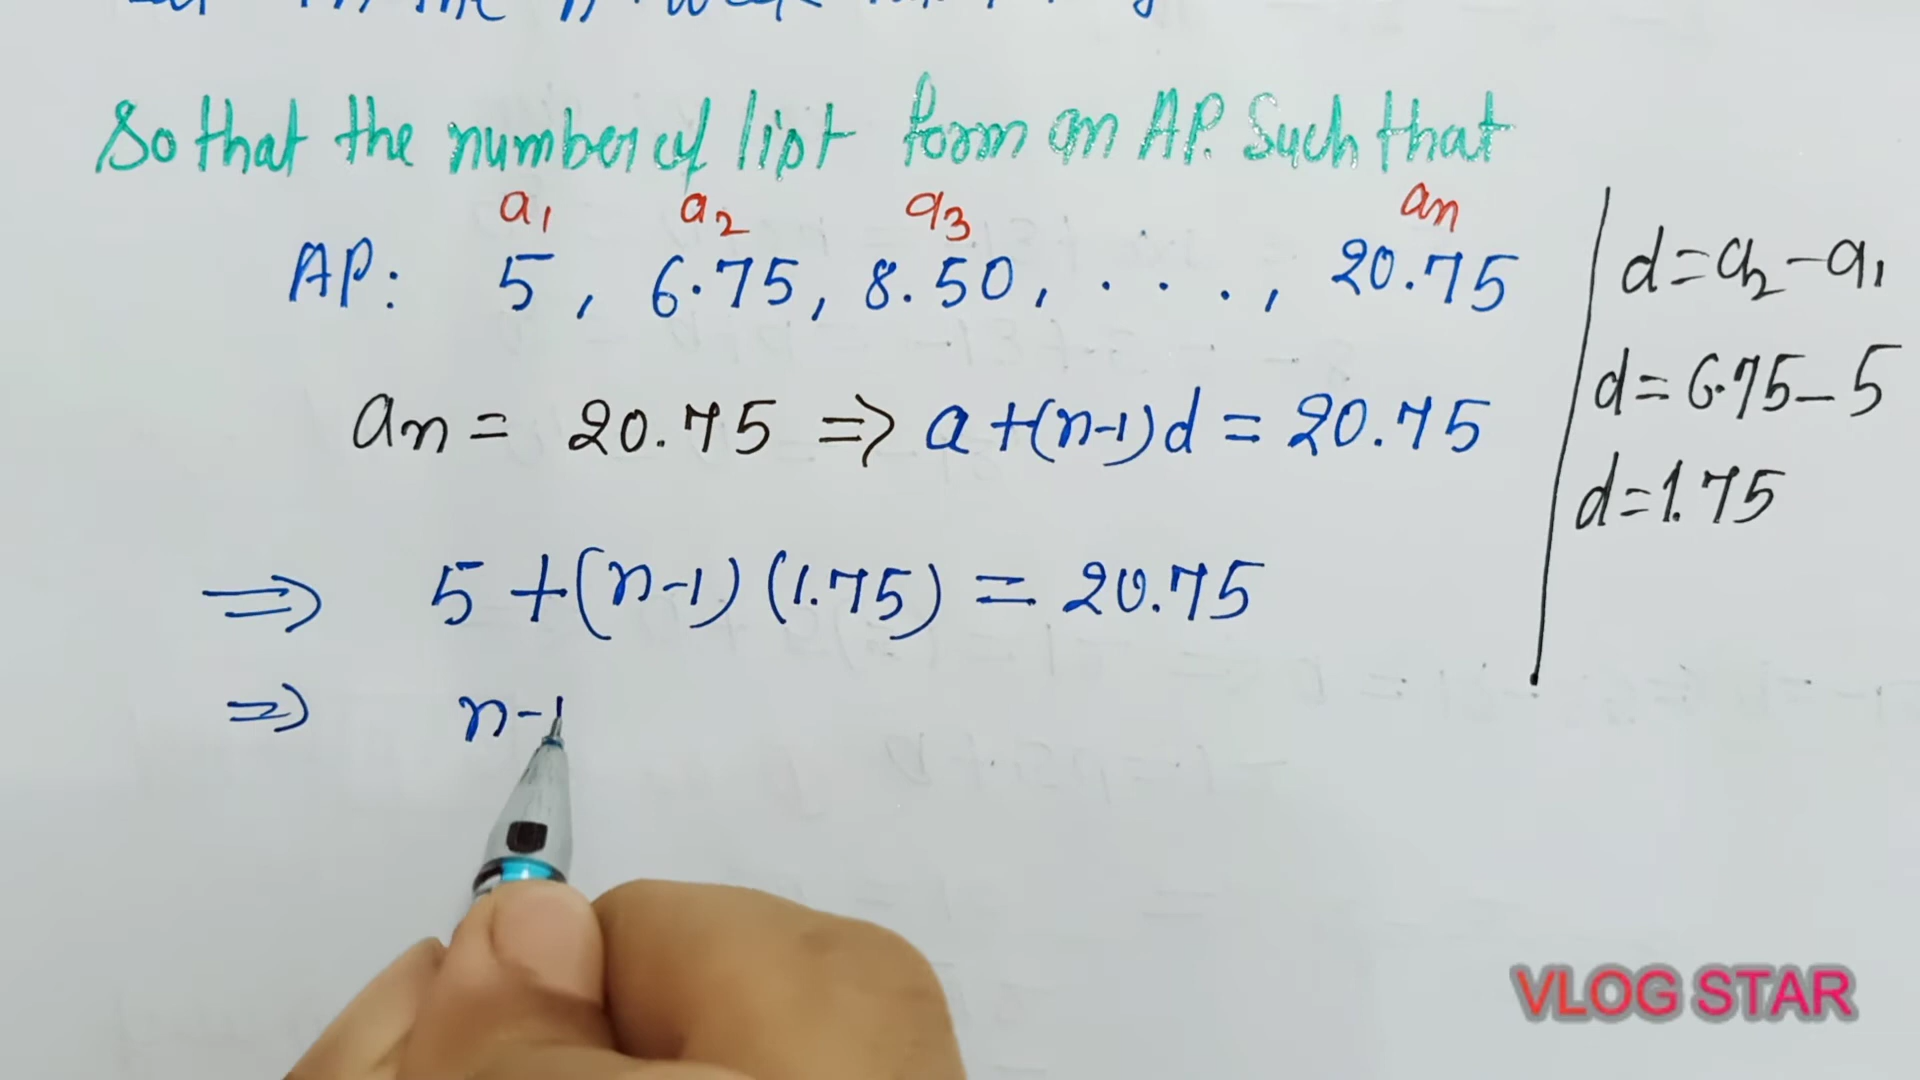 So that the number of list form an AP. Such that
a1 a2 a3 an
AP: 5, 6.75, 8.50, . . . , 20.75
an = 20.75 ⇒ a+(n-1)d = 20.75
⇒ 5+(n-1)(1.75) = 20.75
⇒ n-1
d=a2-a1
d=6.75-5
d=1.75
VLOG STAR